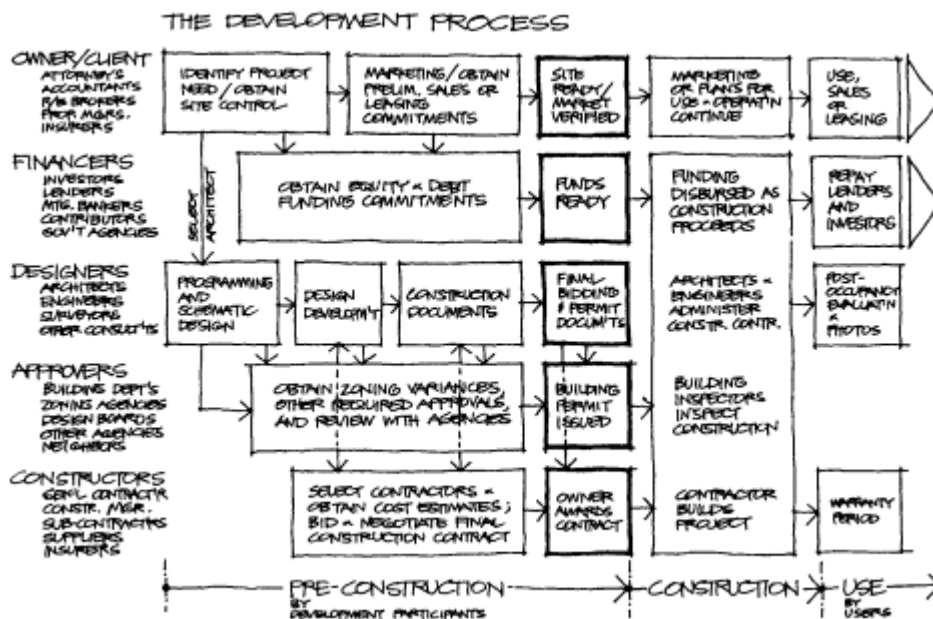 THE DEVELOPMENT PROCESS
OWNER/CLIENT
ATTORNEYS
ACCOUNTANTS
R/E BROKERS
PROP. MGRS.
INSURERS
IDENTIFY PROJECT
NEED/OBTAIN
SITE CONTROL
MARKETING/OBTAIN
PRELIM. SALES OR
LEASING
COMMITMENTS
SITE
READY/
MARKET
VERIFIED
MARKETING
OR PLANS FOR
USE & OPERAT'N
CONTINUE
USE,
SALES
OR
LEASING
FINANCERS
INVESTORS
LENDERS
MTG. BANKERS
CONTRIBUTORS
GOV'T AGENCIES
SELECT
ARCHITECT
OBTAIN EQUITY & DEBT
FUNDING COMMITMENTS
FUNDS
READY
FUNDING
DISBURSED AS
CONSTRUCTION
PROCEEDS
REPAY
LENDERS
AND
INVESTORS
DESIGNERS
ARCHITECTS
ENGINEERS
SURVEYORS
OTHER CONSULT'TS
PROGRAMMING
AND
SCHEMATIC
DESIGN
DESIGN
DEVELOPM'T
CONSTRUCTION
DOCUMENTS
FINAL
BIDDING
& PERMIT
DOCUM'TS
ARCHITECTS &
ENGINEERS
ADMINISTER
CONSTR. CONTR.
POST-
OCCUPANCY
EVALUAT'N
& PHOTOS
APPROVERS
BUILDING DEPT'S
ZONING AGENCIES
DESIGN BOARDS
OTHER AGENCIES
NEIGHBORS
OBTAIN ZONING VARIANCES,
OTHER REQUIRED APPROVALS,
AND REVIEW WITH AGENCIES
BUILDING
PERMIT
ISSUED
BUILDING
INSPECTORS
INSPECT
CONSTRUCTION
CONSTRUCTORS
GEN'L CONTRACT'R
CONSTR. MGR.
SUB-CONTRACT'RS
SUPPLIERS
INSURERS
SELECT CONTRACTORS &
OBTAIN COST ESTIMATES;
BID & NEGOTIATE FINAL
CONSTRUCTION CONTRACT
OWNER
AWARDS
CONTRACT
CONTRACTOR
BUILDS
PROJECT
WARRANTY
PERIOD
PRE-CONSTRUCTION
BY
DEVELOPMENT PARTICIPANTS
CONSTRUCTION
USE
BY
USERS